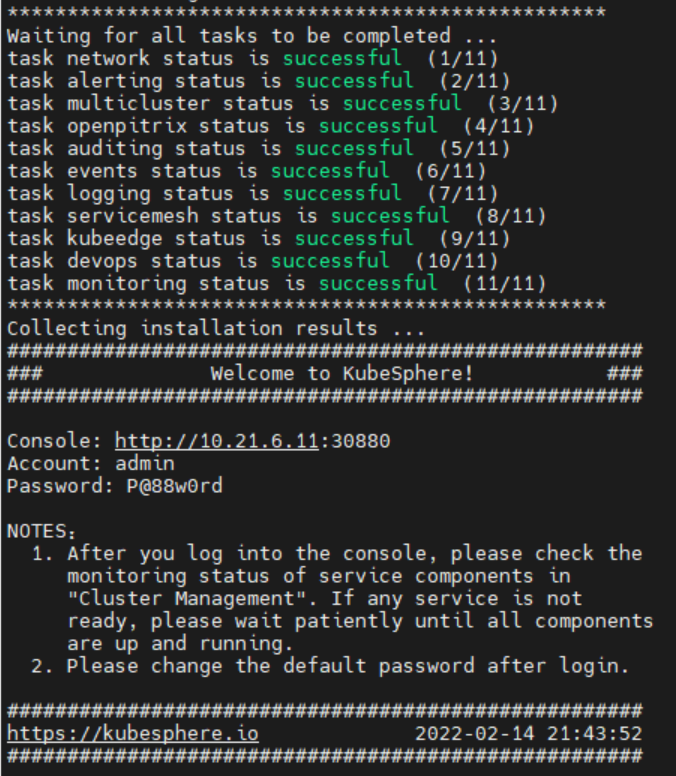 **************************************************
Waiting for all tasks to be completed ...
task network status is successful  (1/11)
task alerting status is successful  (2/11)
task multicluster status is successful  (3/11)
task openpitrix status is successful  (4/11)
task auditing status is successful  (5/11)
task events status is successful  (6/11)
task logging status is successful  (7/11)
task servicemesh status is successful  (8/11)
task kubeedge status is successful  (9/11)
task devops status is successful  (10/11)
task monitoring status is successful  (11/11)
**************************************************
Collecting installation results ...
#####################################################
###              Welcome to KubeSphere!           ###
#####################################################
Console: http://10.21.6.11:30880
Account: admin
Password: P@88w0rd
NOTES:
  1. After you log into the console, please check the
     monitoring status of service components in
     "Cluster Management". If any service is not
     ready, please wait patiently until all components
     are up and running.
  2. Please change the default password after login.
#####################################################
https://kubesphere.io             2022-02-14 21:43:52
#####################################################